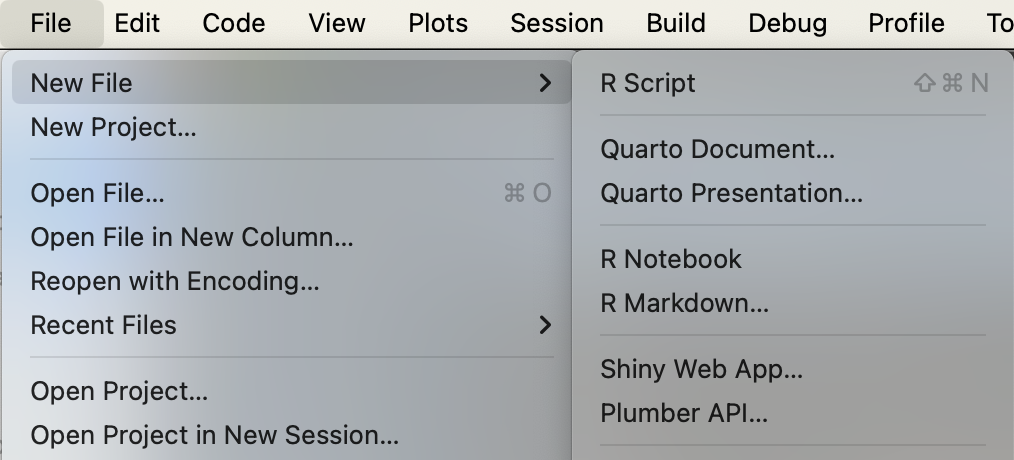 File Edit Code View Plots Session Build Debug Profile
New File
New Project...
Open File... ⌘ O
Open File in New Column...
Reopen with Encoding...
Recent Files
Open Project...
Open Project in New Session...
R Script ⇧ ⌘ N
Quarto Document...
Quarto Presentation...
R Notebook
R Markdown...
Shiny Web App...
Plumber API...